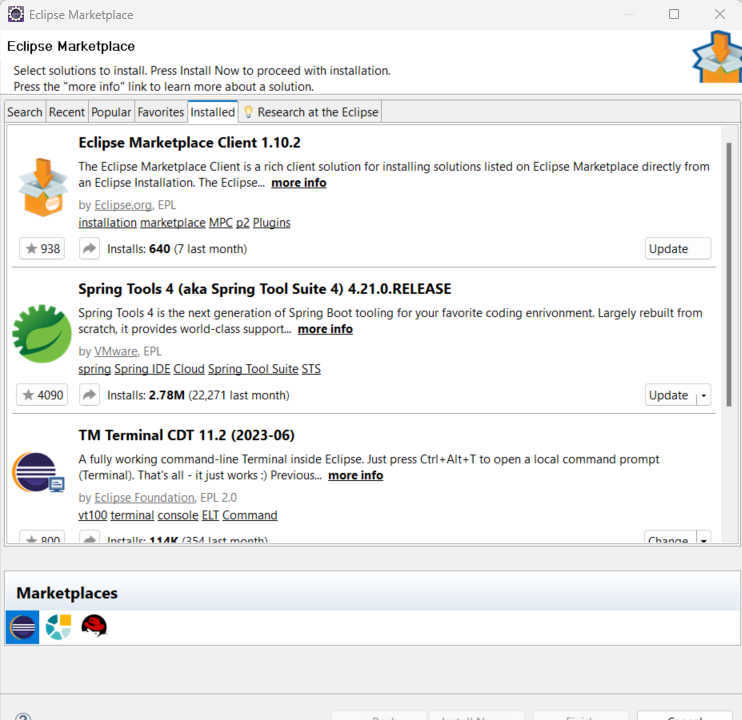 Eclipse Marketplace
Eclipse Marketplace
Select solutions to install. Press Install Now to proceed with installation.
Press the "more info" link to learn more about a solution.
Search Recent Popular Favorites Installed Research at the Eclipse
Eclipse Marketplace Client 1.10.2
The Eclipse Marketplace Client is a rich client solution for installing solutions listed on Eclipse Marketplace directly from
an Eclipse Installation. The Eclipse... more info
by Eclipse.org, EPL
installation marketplace MPC p2 Plugins
938 Installs: 640 (7 last month) Update
Spring Tools 4 (aka Spring Tool Suite 4) 4.21.0.RELEASE
Spring Tools 4 is the next generation of Spring Boot tooling for your favorite coding enrivonment. Largely rebuilt from
scratch, it provides world-class support... more info
by VMware, EPL
spring Spring IDE Cloud Spring Tool Suite STS
4090 Installs: 2.78M (22,271 last month) Update
TM Terminal CDT 11.2 (2023-06)
A fully working command-line Terminal inside Eclipse. Just press Ctrl+Alt+T to open a local command prompt
(Terminal). That's all - it just works :) Previous... more info
by Eclipse Foundation, EPL 2.0
vt100 terminal console ELT Command
800 Installs: 114K (354 last month) Change
Marketplaces
Cancel